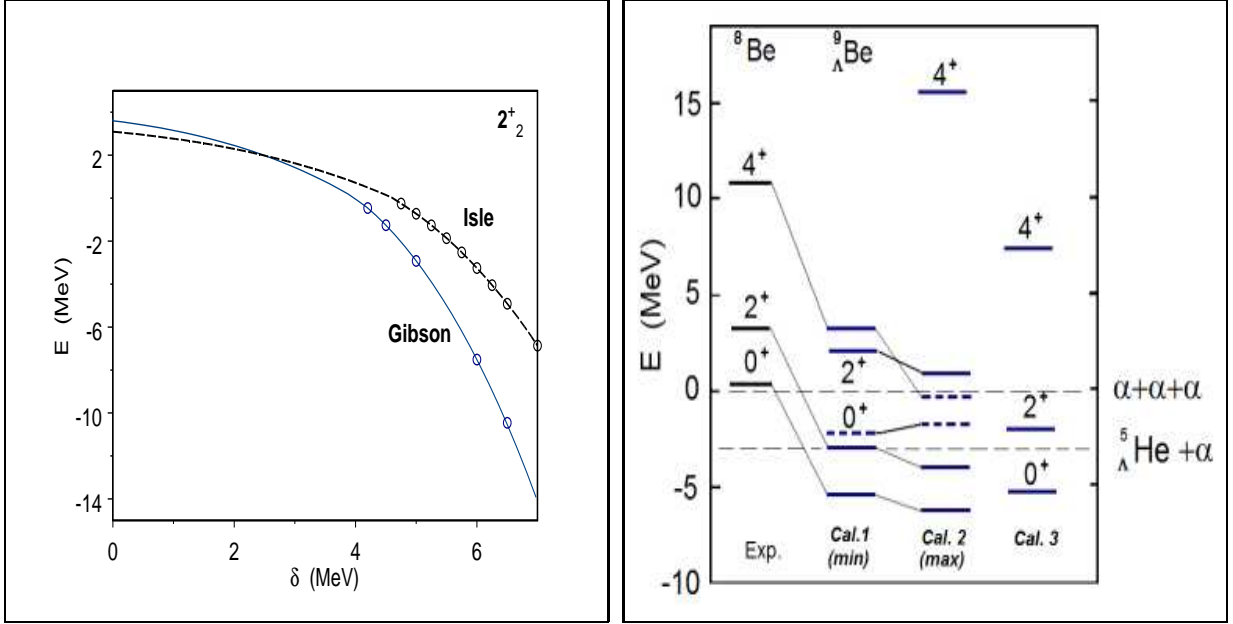 2⁺₂
Isle
Gibson
2
-2
-6
-10
-14
0 2 4 6
E (MeV)
δ (MeV)
⁸Be ⁹ΛBe
4⁺
15
4⁺
10
4⁺
5
2⁺
0⁺
2⁺
0 α+α+α
0⁺
2⁺
⁵ΛHe +α
0⁺
-5
-10
E (MeV)
Exp. Cal.1 Cal. 2 Cal. 3
(min) (max)